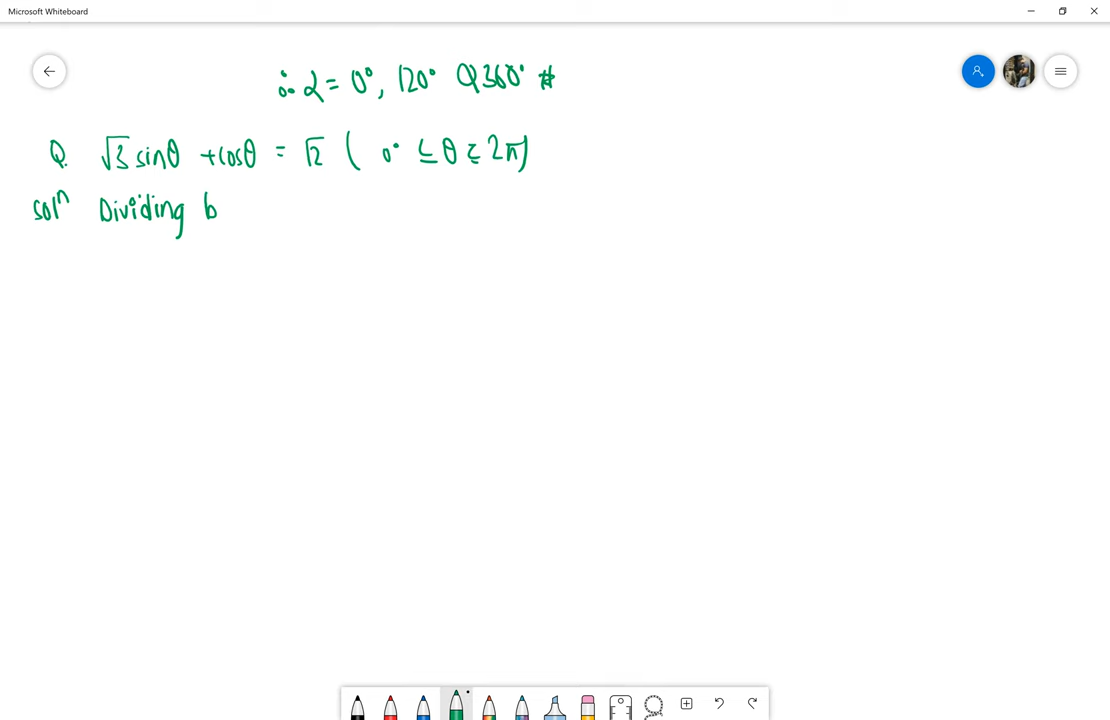 Microsoft Whiteboard
∴ α = 0°, 120° & 360° #
Q. √3 sinθ + cosθ = √2 ( 0° ≤ θ ≤ 2π)
Solⁿ Dividing b